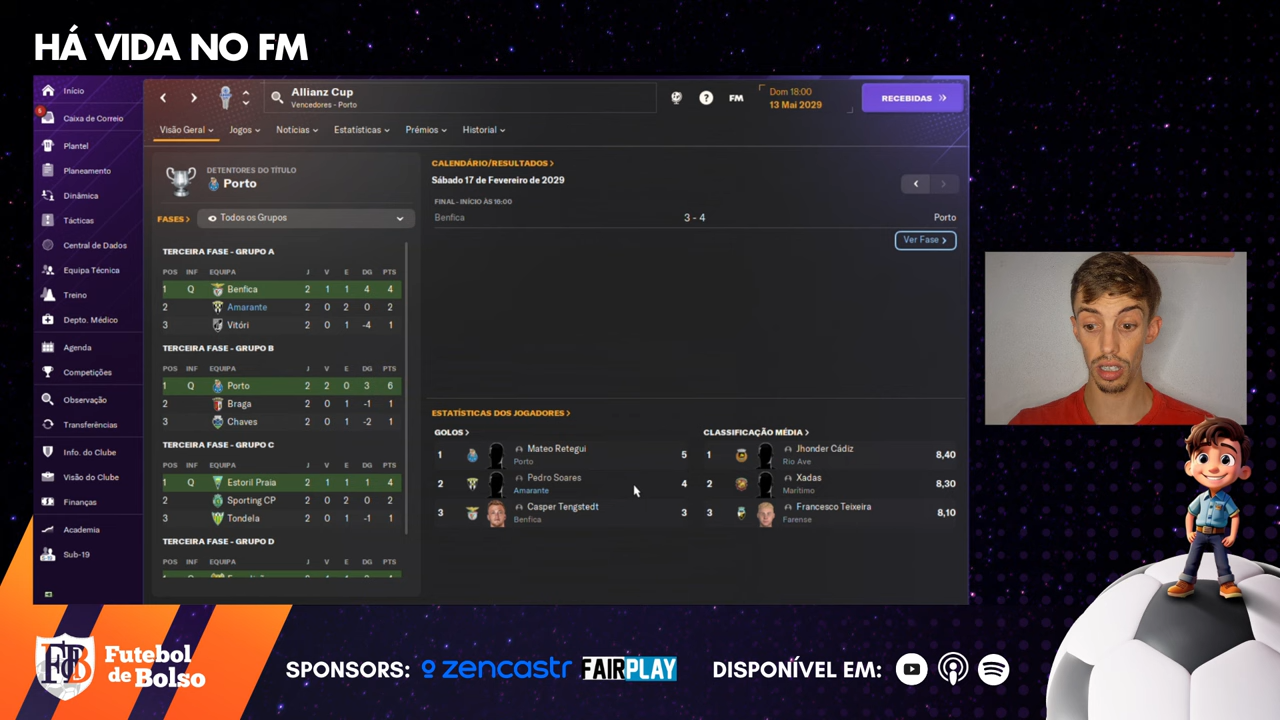 HÁ VIDA NO FM
Início
Caixa de Correio
Plantel
Planeamento
Dinâmica
Tácticas
Central de Dados
Equipa Técnica
Treino
Depto. Médico
Agenda
Competições
Observação
Transferências
Info. do Clube
Visão do Clube
Finanças
Academia
Sub-19
Allianz Cup
Vencedores - Porto
?
FM
Dom 18:00
13 Mai 2029
RECEBIDAS
Visão Geral
Jogos
Notícias
Estatísticas
Prémios
Historial
DETENTORES DO TÍTULO
Porto
FASES
Todos os Grupos
TERCEIRA FASE - GRUPO A
POS INF EQUIPA J V E DG PTS
1 Q Benfica 2 1 1 4 4
2 Amarante 2 0 2 0 2
3 Vitóri 2 0 1 -4 1
TERCEIRA FASE - GRUPO B
POS INF EQUIPA J V E DG PTS
1 Q Porto 2 2 0 3 6
2 Braga 2 0 1 -1 1
3 Chaves 2 0 1 -2 1
TERCEIRA FASE - GRUPO C
POS INF EQUIPA J V E DG PTS
1 Q Estoril Praia 2 1 1 1 4
2 Sporting CP 2 0 2 0 2
3 Tondela 2 0 1 -1 1
TERCEIRA FASE - GRUPO D
POS INF EQUIPA J V E DG PTS
CALENDÁRIO/RESULTADOS
Sábado 17 de Fevereiro de 2029
FINAL - INÍCIO ÀS 16:00
Benfica 3 - 4 Porto
Ver Fase
ESTATÍSTICAS DOS JOGADORES
GOLOS
1 Mateo Retegui 5
Porto
2 Pedro Soares 4
Amarante
3 Casper Tengstedt 3
Benfica
CLASSIFICAÇÃO MÉDIA
1 Jhonder Cádiz 8,40
Rio Ave
2 Xadas 8,30
Marítimo
3 Francesco Teixeira 8,10
Farense
FdB
Futebol
de Bolso
SPONSORS: zencastr FAIRPLAY
DISPONÍVEL EM: